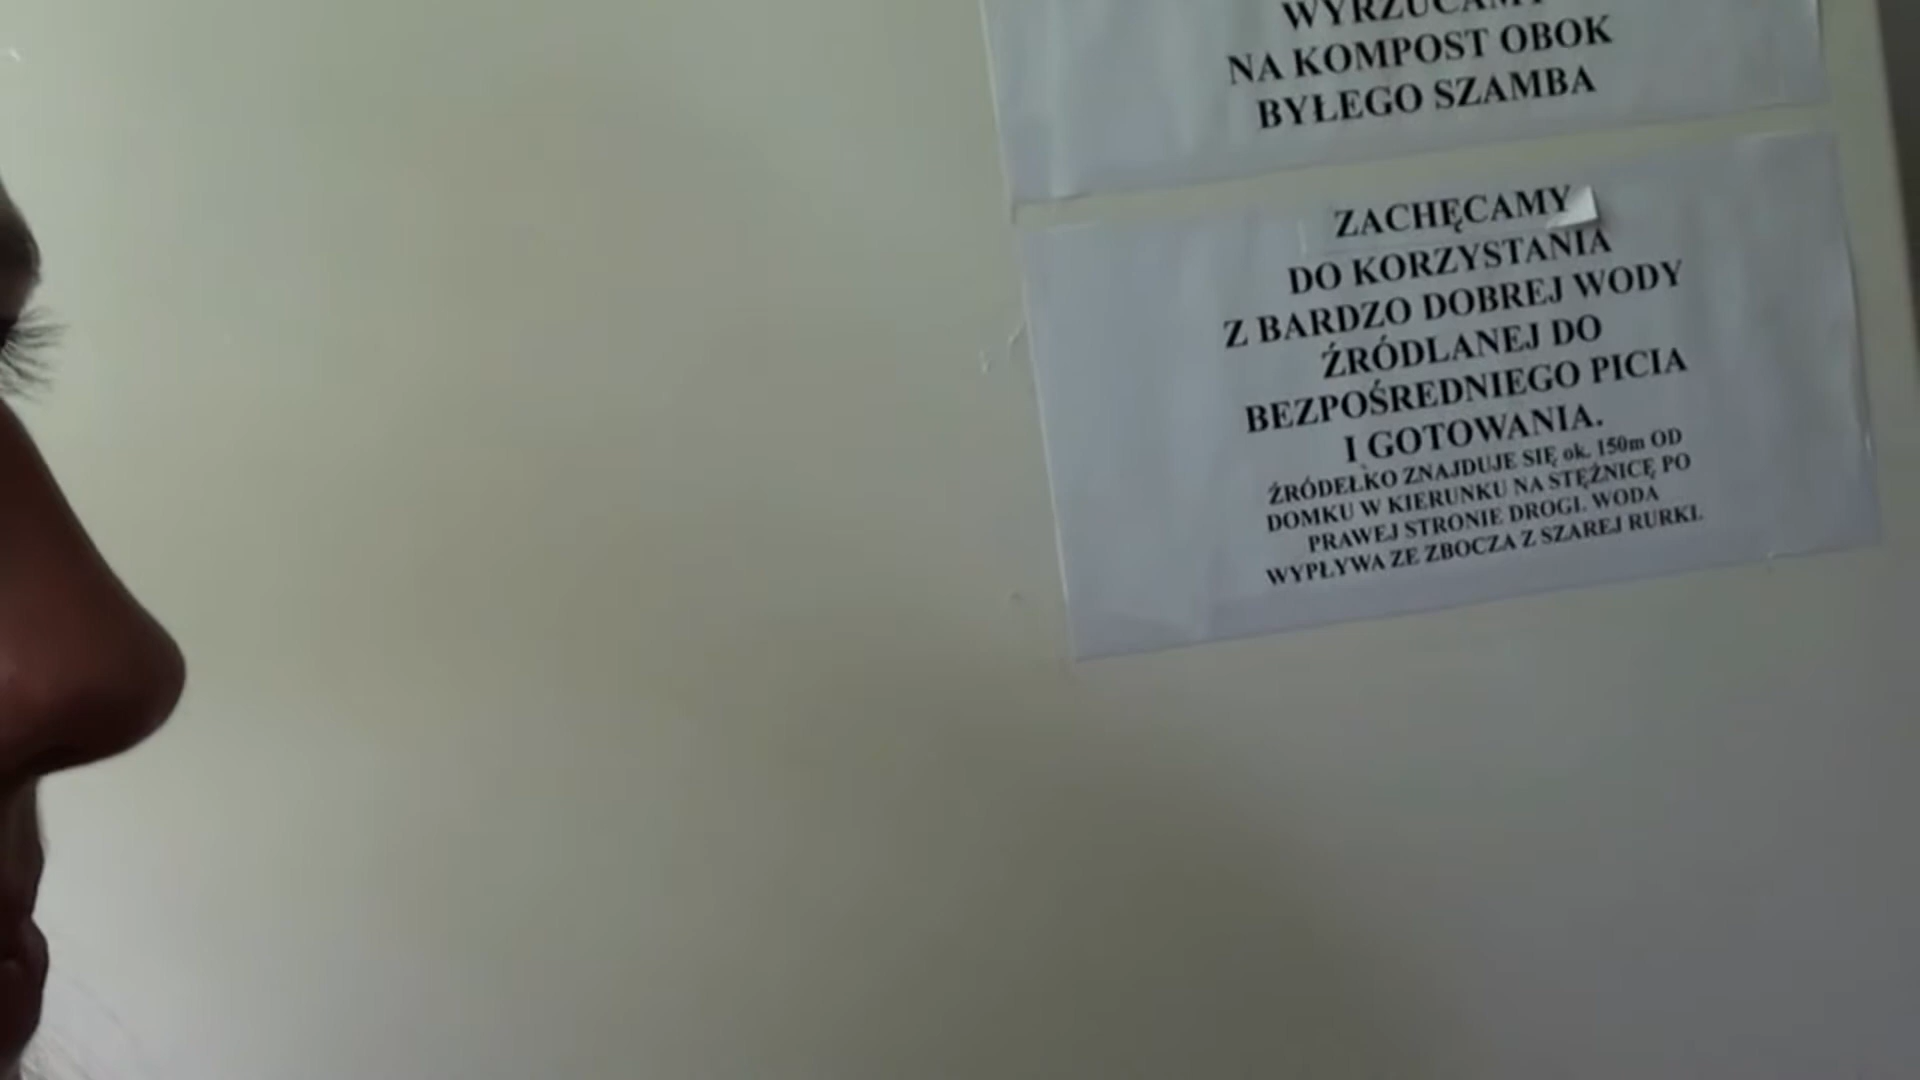 WYRZUCAMY
NA KOMPOST OBOK
BYŁEGO SZAMBA
ZACHĘCAMY
DO KORZYSTANIA
Z BARDZO DOBREJ WODY
ŹRÓDLANEJ DO
BEZPOŚREDNIEGO PICIA
I GOTOWANIA.
ŹRÓDEŁKO ZNAJDUJE SIĘ ok. 150m OD
DOMKU W KIERUNKU NA STĘŻNICĘ PO
PRAWEJ STRONIE DROGI. WODA
WYPŁYWA ZE ZBOCZA Z SZAREJ RURKI.